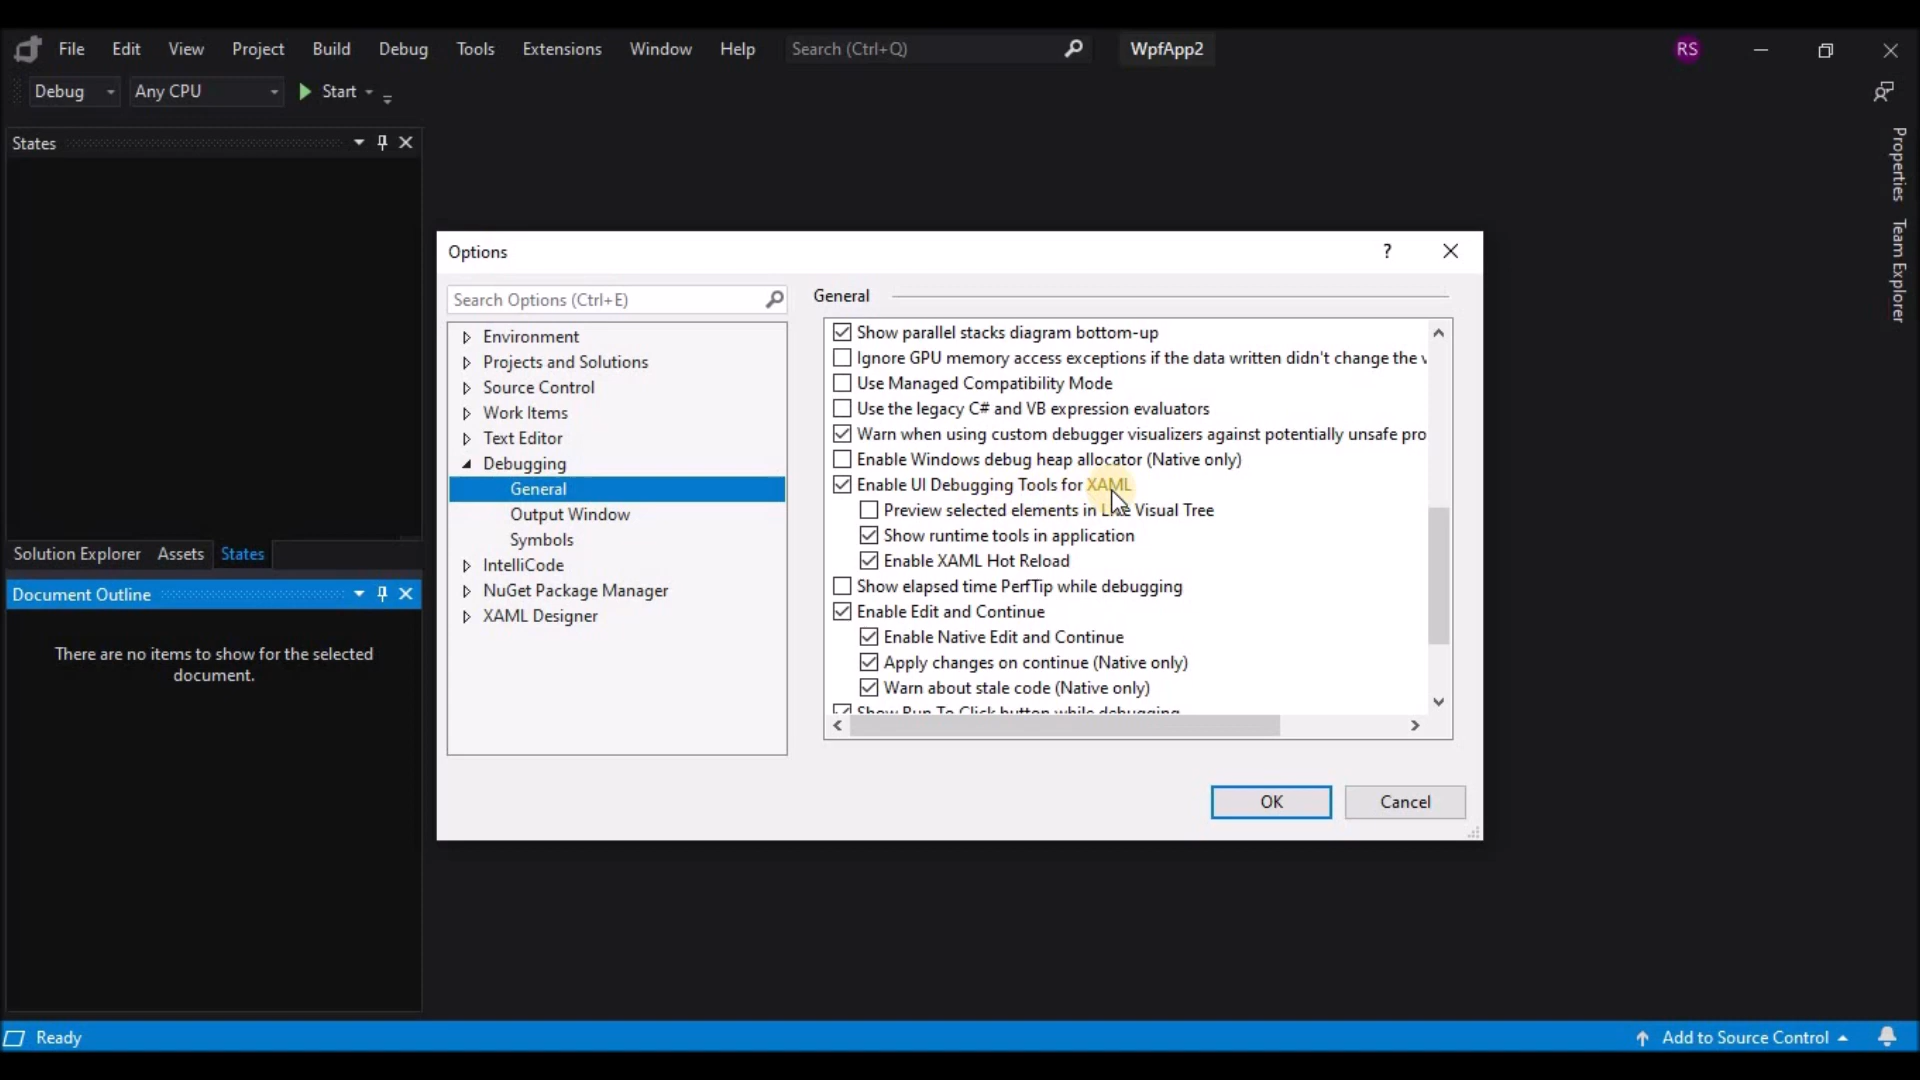 File Edit View Project Build Debug Tools Extensions Window Help Search (Ctrl+Q) WpfApp2 RS
Debug Any CPU Start
States
Properties
Team Explorer
Solution Explorer Assets States
Document Outline
There are no items to show for the selected
document.
Options ?
Search Options (Ctrl+E)
Environment
Projects and Solutions
Source Control
Work Items
Text Editor
Debugging
General
Output Window
Symbols
IntelliCode
NuGet Package Manager
XAML Designer
General
Show parallel stacks diagram bottom-up
Ignore GPU memory access exceptions if the data written didn't change the v
Use Managed Compatibility Mode
Use the legacy C# and VB expression evaluators
Warn when using custom debugger visualizers against potentially unsafe pro
Enable Windows debug heap allocator (Native only)
Enable UI Debugging Tools for XAML
Preview selected elements in Live Visual Tree
Show runtime tools in application
Enable XAML Hot Reload
Show elapsed time PerfTip while debugging
Enable Edit and Continue
Enable Native Edit and Continue
Apply changes on continue (Native only)
Warn about stale code (Native only)
Show Run To Click button while debugging
OK Cancel
Ready Add to Source Control